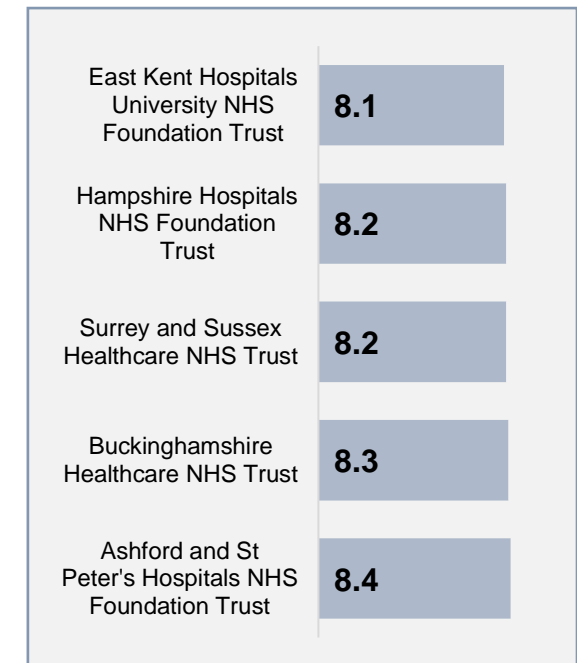 East Kent Hospitals
University NHS
Foundation Trust
8.1
Hampshire Hospitals
NHS Foundation
Trust
8.2
Surrey and Sussex
Healthcare NHS Trust
8.2
Buckinghamshire
Healthcare NHS Trust
8.3
Ashford and St
Peter's Hospitals NHS
Foundation Trust
8.4